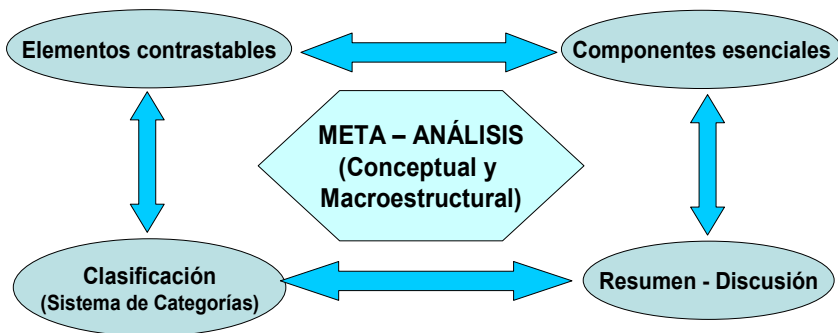 Elementos contrastables
Componentes esenciales
META – ANÁLISIS
(Conceptual y
Macroestructural)
Clasificación
(Sistema de Categorías)
Resumen - Discusión